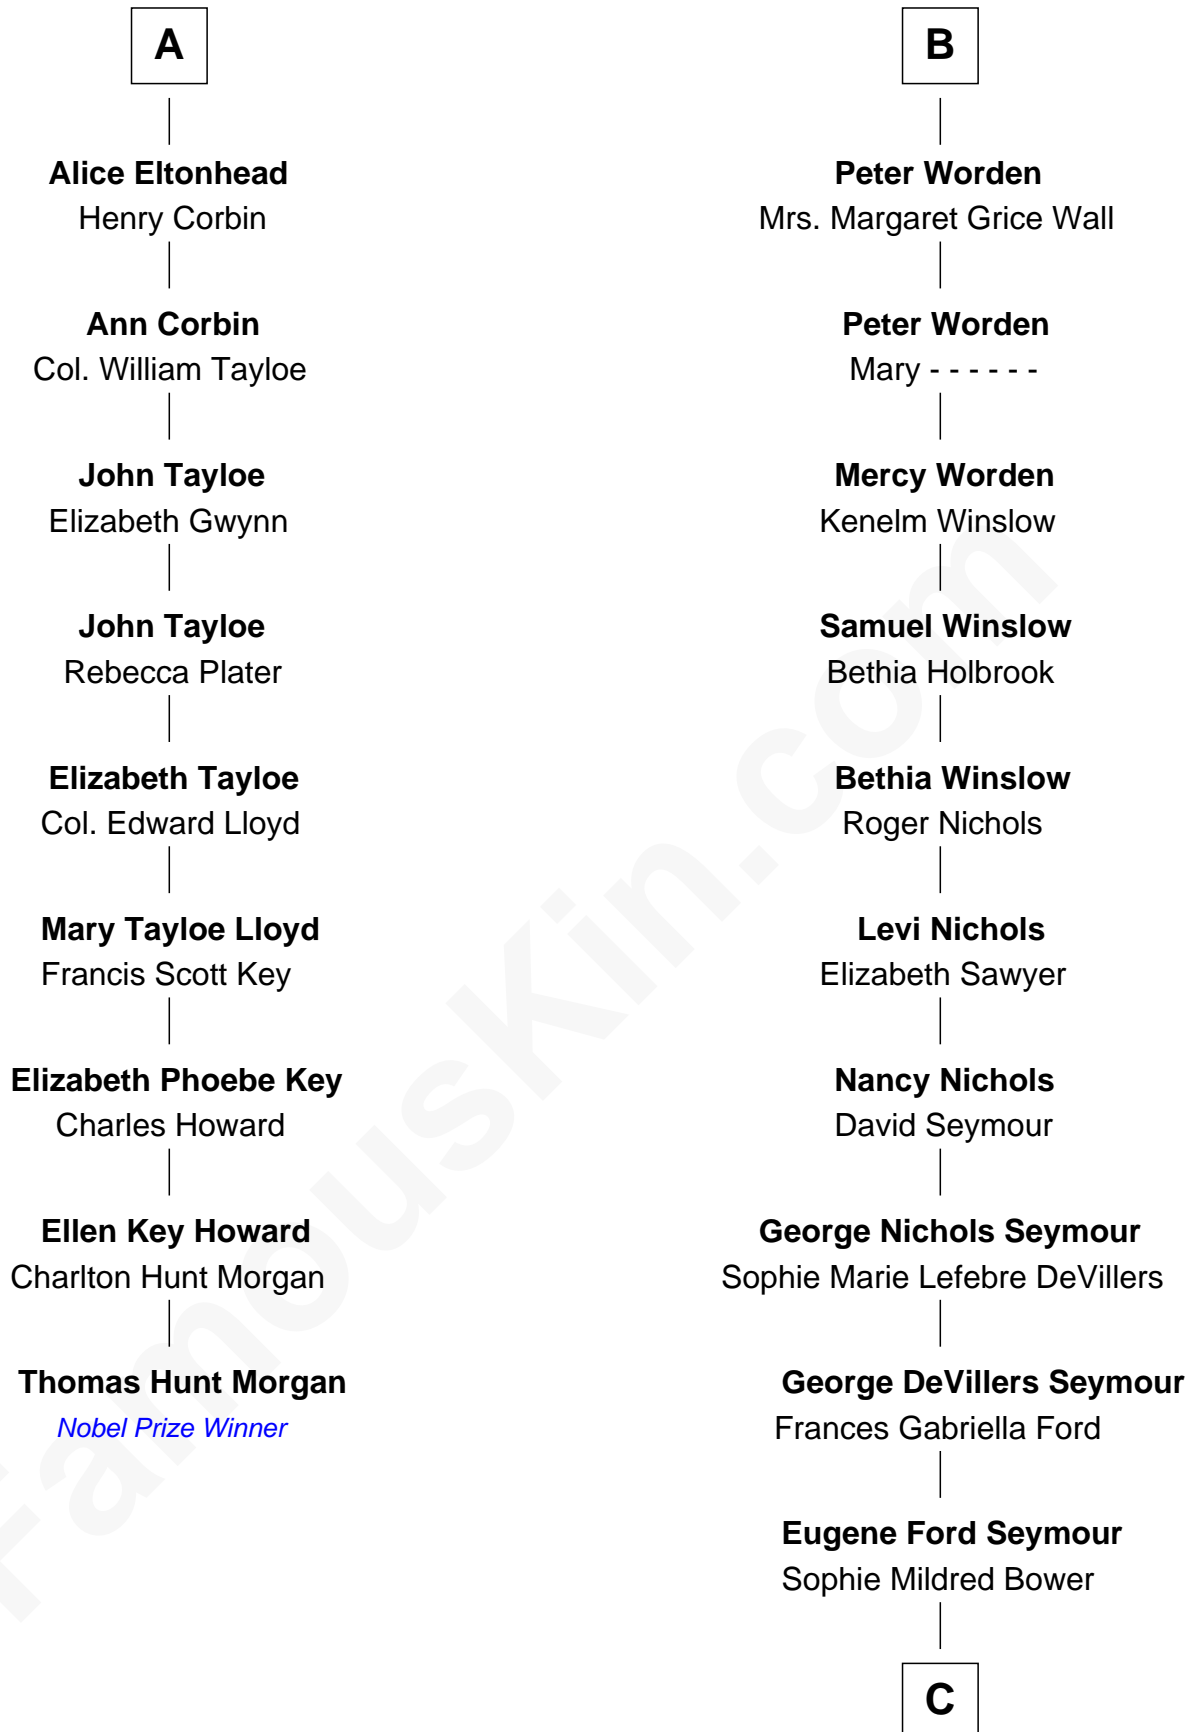 A
Alice Eltonhead
Henry Corbin
Ann Corbin
Col. William Tayloe
John Tayloe
Elizabeth Gwynn
John Tayloe
Rebecca Plater
Elizabeth Tayloe
Col. Edward Lloyd
Mary Tayloe Lloyd
Francis Scott Key
Elizabeth Phoebe Key
Charles Howard
Ellen Key Howard
Charlton Hunt Morgan
Thomas Hunt Morgan
Nobel Prize Winner
B
Peter Worden
Mrs. Margaret Grice Wall
Peter Worden
Mary - - - - - -
Mercy Worden
Kenelm Winslow
Samuel Winslow
Bethia Holbrook
Bethia Winslow
Roger Nichols
Levi Nichols
Elizabeth Sawyer
Nancy Nichols
David Seymour
George Nichols Seymour
Sophie Marie Lefebre DeVillers
George DeVillers Seymour
Frances Gabriella Ford
Eugene Ford Seymour
Sophie Mildred Bower
C
FamousKin.com